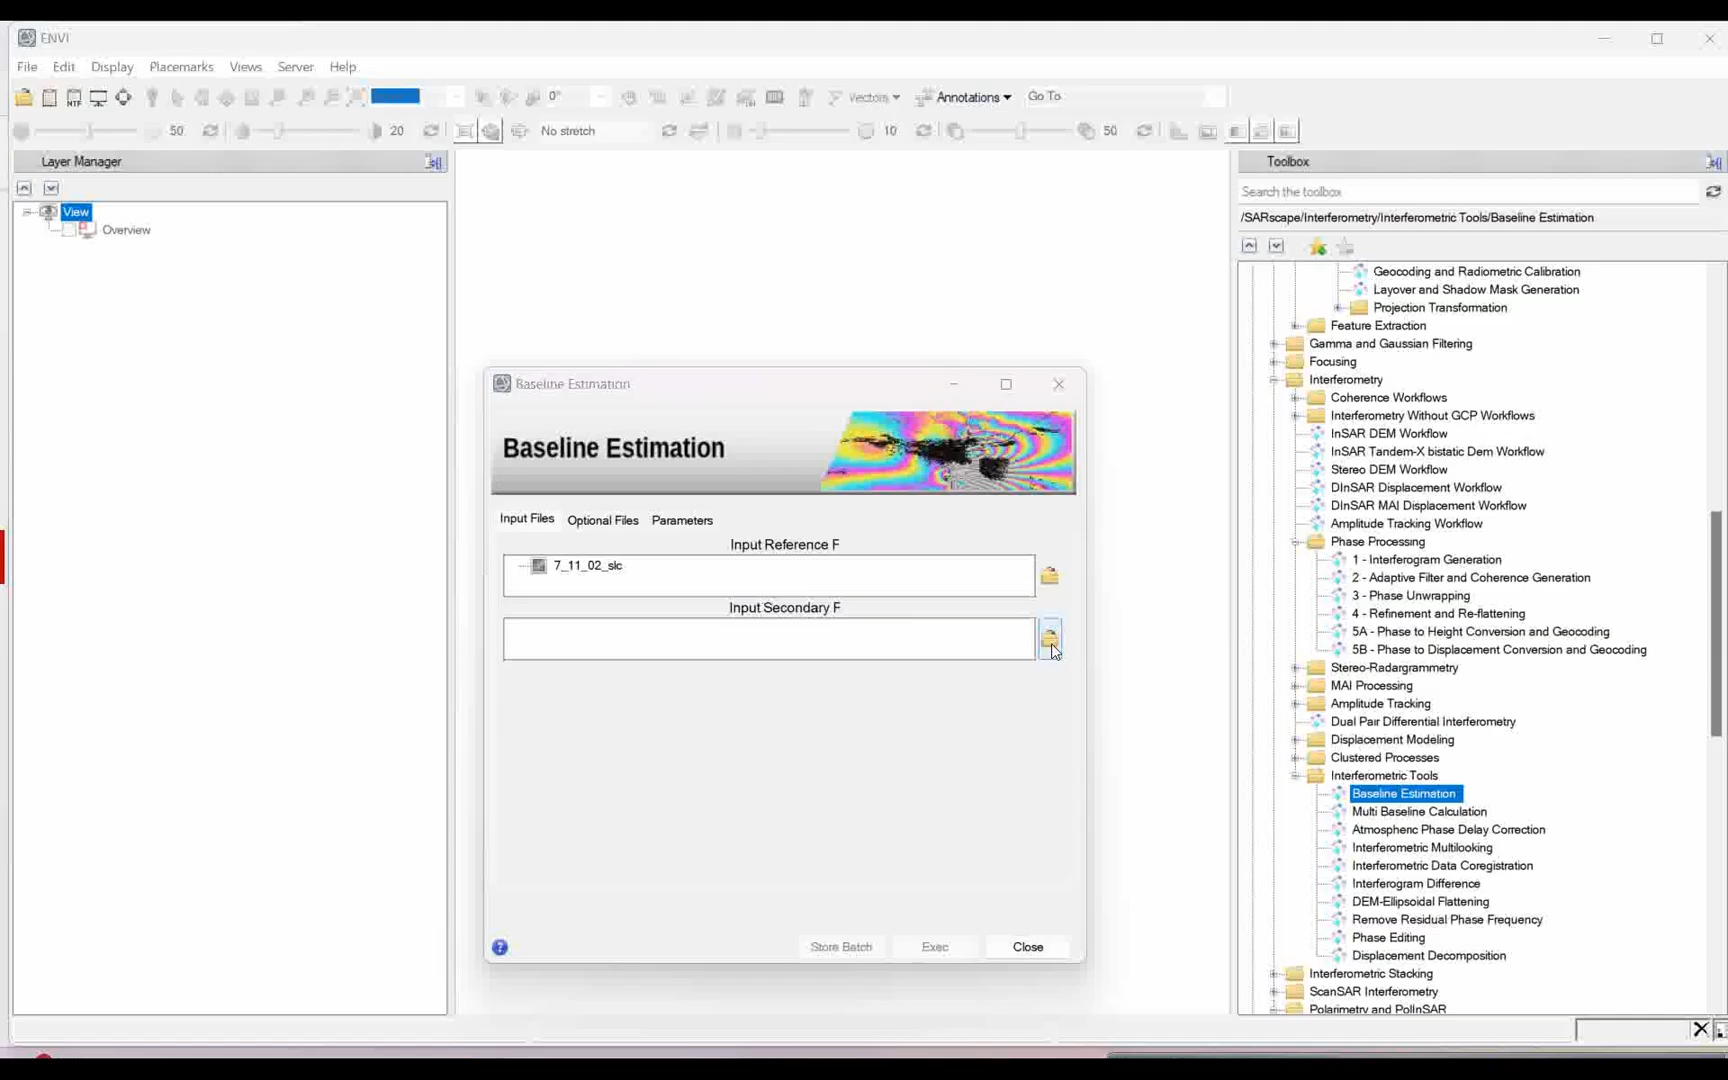 ENVI
File Edit Display Placemarks Views Server Help
0° Vectors Annotations Go To
50 20 No stretch 10 50
Layer Manager
View
Overview
Baseline Estimation
Baseline Estimation
Input Files Optional Files Parameters
Input Reference F
7_11_02_slc
Input Secondary F
? Store Batch Exec Close
Toolbox
Search the toolbox
/SARscape/Interferometry/Interferometric Tools/Baseline Estimation
Geocoding and Radiometric Calibration
Layover and Shadow Mask Generation
Projection Transformation
Feature Extraction
Gamma and Gaussian Filtering
Focusing
Interferometry
Coherence Workflows
Interferometry Without GCP Workflows
InSAR DEM Workflow
InSAR Tandem-X bistatic Dem Workflow
Stereo DEM Workflow
DInSAR Displacement Workflow
DInSAR MAI Displacement Workflow
Amplitude Tracking Workflow
Phase Processing
1 - Interferogram Generation
2 - Adaptive Filter and Coherence Generation
3 - Phase Unwrapping
4 - Refinement and Re-flattening
5A - Phase to Height Conversion and Geocoding
5B - Phase to Displacement Conversion and Geocoding
Stereo-Radargrammetry
MAI Processing
Amplitude Tracking
Dual Pair Differential Interferometry
Displacement Modeling
Clustered Processes
Interferometric Tools
Baseline Estimation
Multi Baseline Calculation
Atmospheric Phase Delay Correction
Interferometric Multilooking
Interferometric Data Coregistration
Interferogram Difference
DEM-Ellipsoidal Flattening
Remove Residual Phase Frequency
Phase Editing
Displacement Decomposition
Interferometric Stacking
ScanSAR Interferometry
Polarimetry and PolInSAR